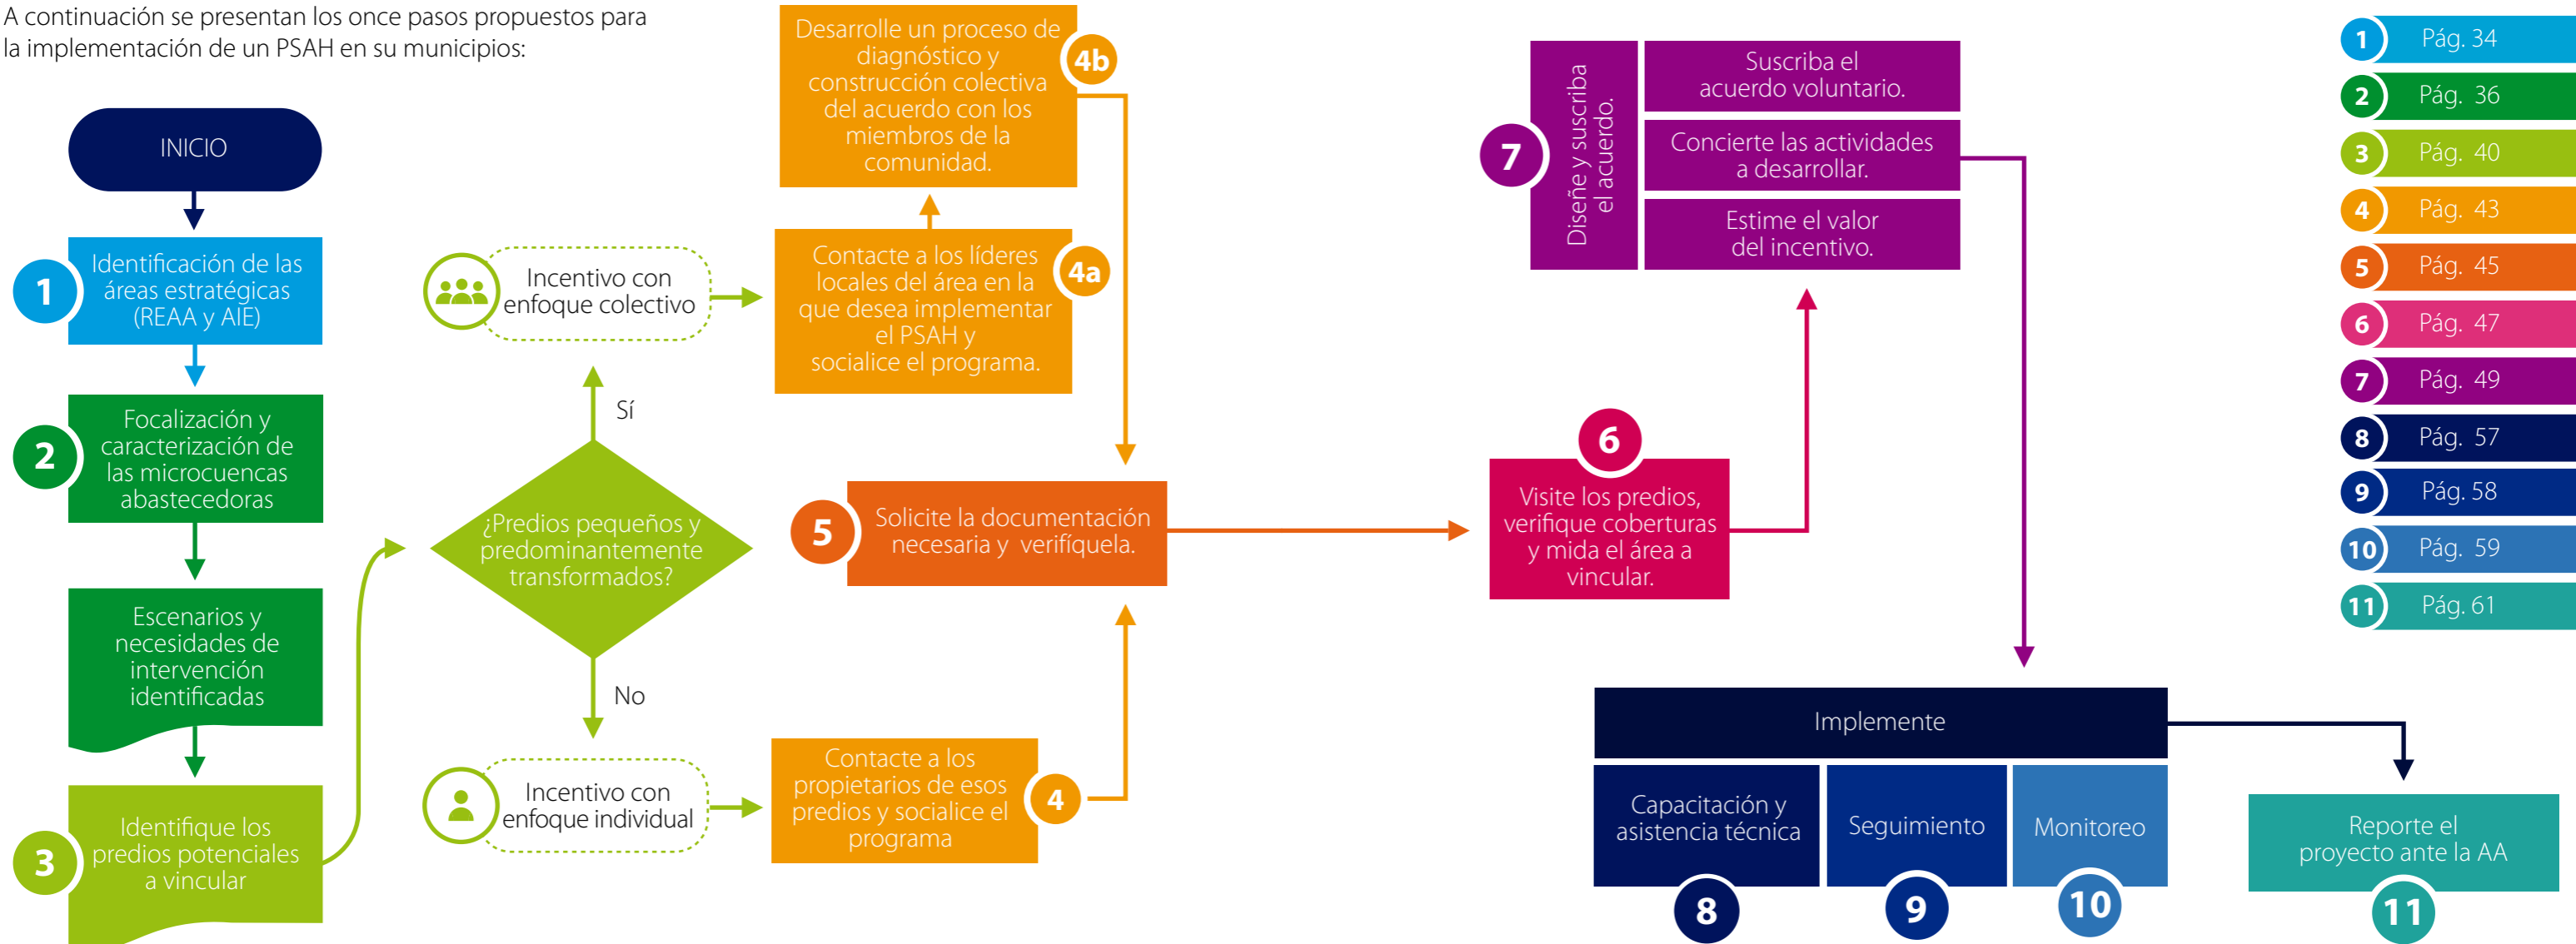 A continuación se presentan los once pasos propuestos para
la implementación de un PSAH en su municipios:
INICIO
1
Identificación de las
áreas estratégicas
(REAA y AIE)
2
Focalización y
caracterización de
las microcuencas
abastecedoras
Escenarios y
necesidades de
intervención
identificadas
3
Identifique los
predios potenciales
a vincular
¿Predios pequeños y
predominantemente
transformados?
Sí
Incentivo con
enfoque colectivo
No
Incentivo con
enfoque individual
4a
Contacte a los líderes
locales del área en la
que desea implementar
el PSAH y
socialice el programa.
4b
Desarrolle un proceso de
diagnóstico y
construcción colectiva
del acuerdo con los
miembros de la
comunidad.
4
Contacte a los
propietarios de esos
predios y socialice el
programa
5
Solicite la documentación
necesaria y verifíquela.
6
Visite los predios,
verifique coberturas
y mida el área a
vincular.
7
Diseñe y suscriba
el acuerdo.
Suscriba el
acuerdo voluntario.
Concierte las actividades
a desarrollar.
Estime el valor
del incentivo.
Implemente
Capacitación y
asistencia técnica
8
Seguimiento
9
Monitoreo
10
Reporte el
proyecto ante la AA
11
1 Pág. 34
2 Pág. 36
3 Pág. 40
4 Pág. 43
5 Pág. 45
6 Pág. 47
7 Pág. 49
8 Pág. 57
9 Pág. 58
10 Pág. 59
11 Pág. 61